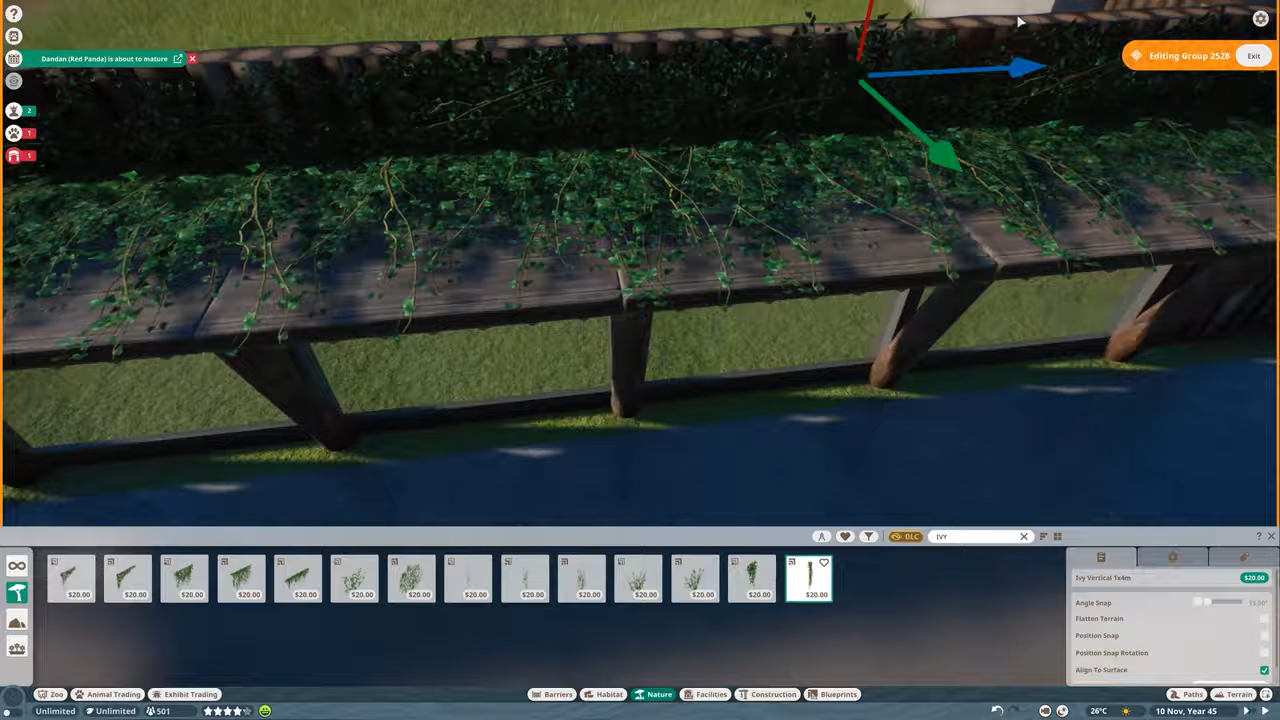 ?
Dandan (Red Panda) is about to mature
2
1
1
Editing Group 2528
Exit
DLC
IVY
?
$20.00
$20.00
$20.00
$20.00
$20.00
$20.00
$20.00
$20.00
$20.00
$20.00
$20.00
$20.00
$20.00
$20.00
Ivy Vertical 1x4m
$20.00
Angle Snap
Flatten Terrain
Position Snap
Position Snap Rotation
Align To Surface
Zoo
Animal Trading
Exhibit Trading
Barriers
Habitat
Nature
Facilities
Construction
Blueprints
Paths
Terrain
Unlimited
Unlimited
501
26°C
10 Nov, Year 45